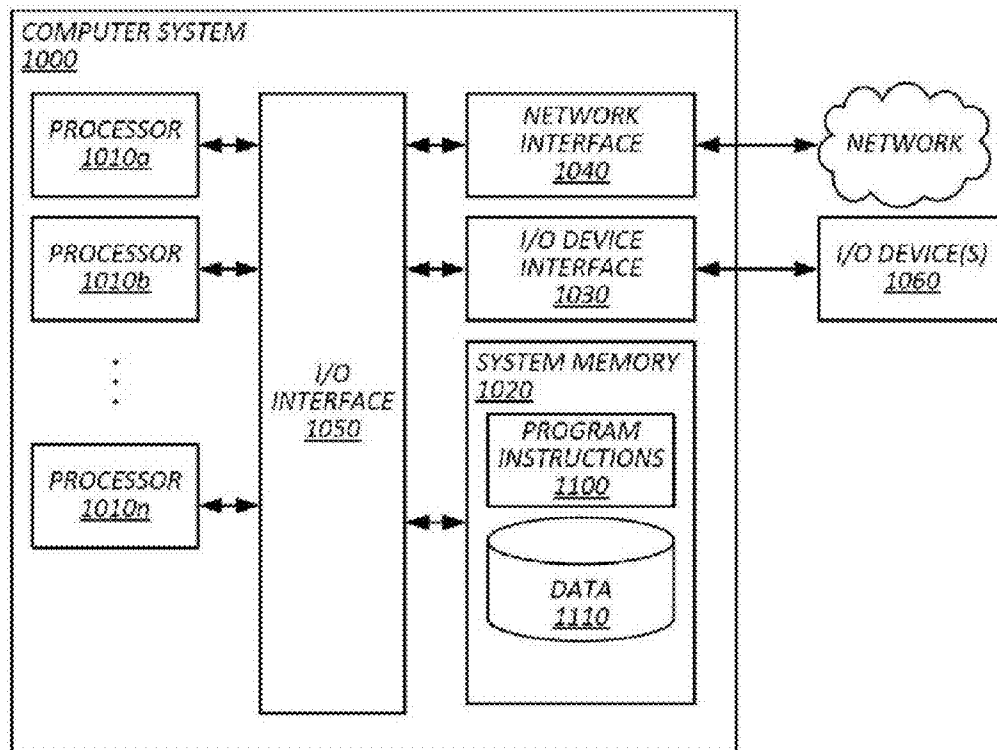 COMPUTER SYSTEM
1000
PROCESSOR
1010a
PROCESSOR
1010b
PROCESSOR
1010n
I/O
INTERFACE
1050
NETWORK
INTERFACE
1040
I/O DEVICE
INTERFACE
1030
SYSTEM MEMORY
1020
PROGRAM
INSTRUCTIONS
1100
DATA
1110
NETWORK
I/O DEVICE(S)
1060